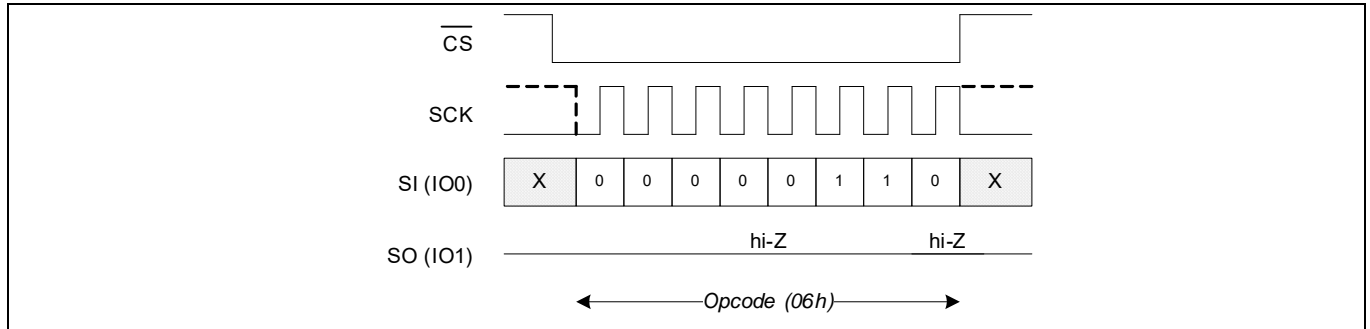 CS
SCK
SI (IO0) X 0 0 0 0 0 1 1 0 X
hi-Z hi-Z
SO (IO1)
Opcode (06h)